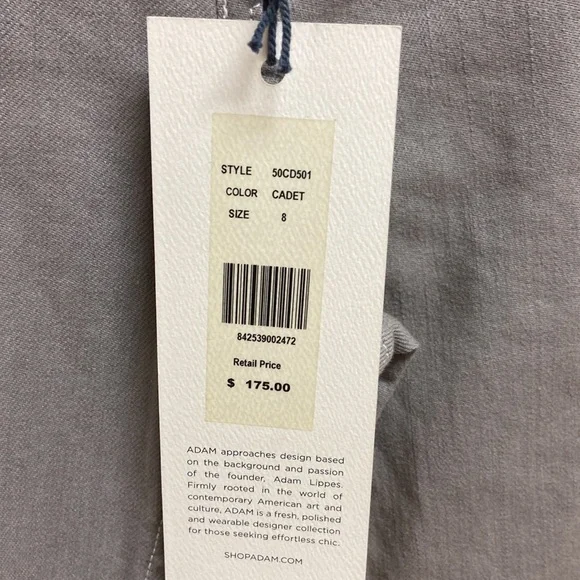 STYLE 50CD501
COLOR CADET
SIZE 8
842539002472
Retail Price
$ 175.00
ADAM approaches design based
on the background and passion
of the founder, Adam Lippes.
Firmly rooted in the world of
contemporary American art and
culture, ADAM is a fresh, polished
and wearable designer collection
for those seeking effortless chic.
SHOPADAM.COM